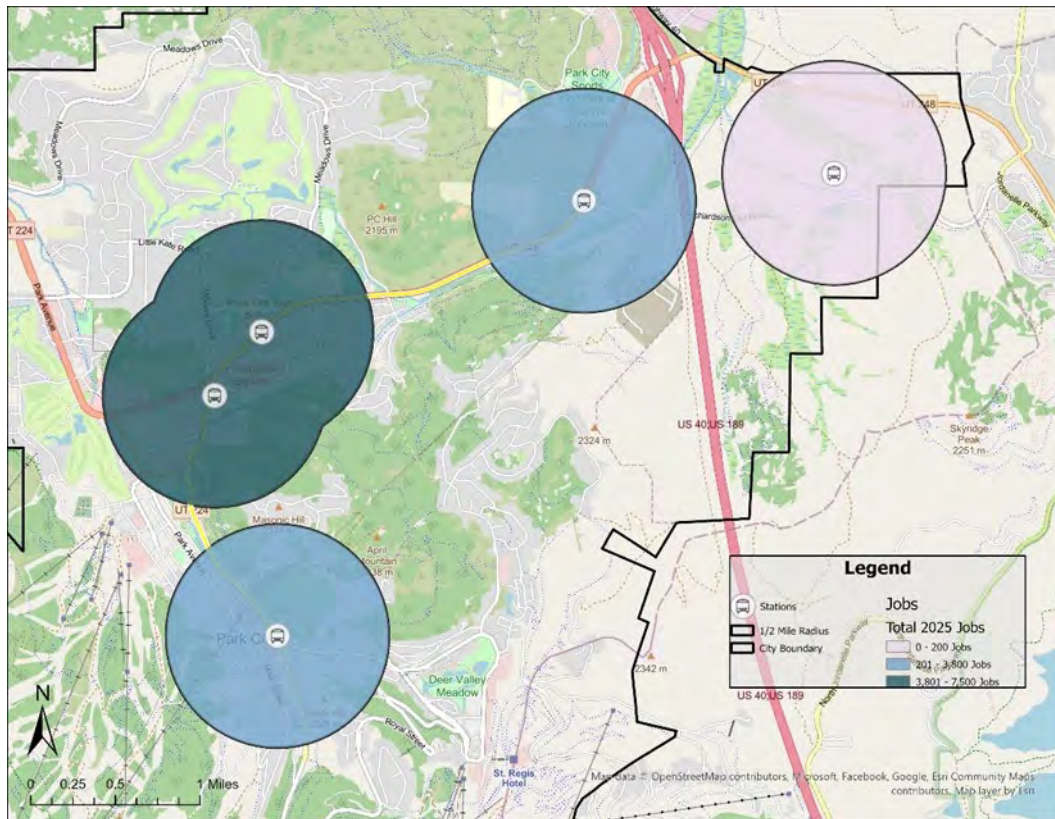 Meadows Drive
Meadows Drive
Meadows Drive
Park City
Sports
UT 248
Jordanelle Parkway
PC Hill
2195 m
Little Kate R
UT 224
Park Avenue
2324 m
US 40;US 189
Skyridge
Peak
2251 m
UT 224
Masonic Hill
April
Mountain
Park City
Deer Valley
Meadow
Royal Street
St. Regis
Hotel
2342 m
US 40;US 189
Legend
Stations
1/2 Mile Radius
City Boundary
Jobs
Total 2025 Jobs
0 - 200 Jobs
201 - 3,800 Jobs
3,801 - 7,500 Jobs
N
0 0.25 0.5 1 Miles
Map data © OpenStreetMap contributors, Microsoft, Facebook, Google, Esri Community Maps
contributors, Map layer by Esri